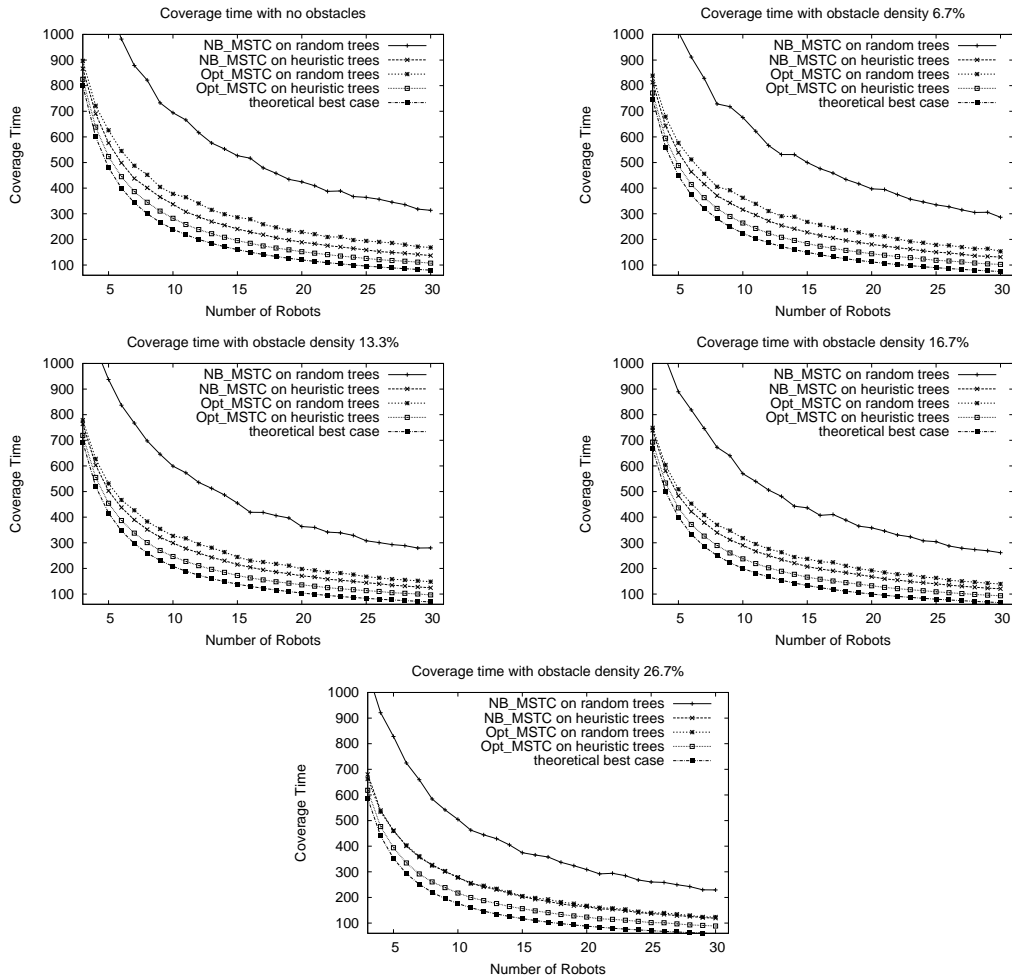 Coverage time with no obstacles
Coverage Time
1000
900
800
700
600
500
400
300
200
100
NB_MSTC on random trees
NB_MSTC on heuristic trees
Opt_MSTC on random trees
Opt_MSTC on heuristic trees
theoretical best case
5 10 15 20 25 30
Number of Robots
Coverage time with obstacle density 6.7%
Coverage Time
1000
900
800
700
600
500
400
300
200
100
NB_MSTC on random trees
NB_MSTC on heuristic trees
Opt_MSTC on random trees
Opt_MSTC on heuristic trees
theoretical best case
5 10 15 20 25 30
Number of Robots
Coverage time with obstacle density 13.3%
Coverage Time
1000
900
800
700
600
500
400
300
200
100
NB_MSTC on random trees
NB_MSTC on heuristic trees
Opt_MSTC on random trees
Opt_MSTC on heuristic trees
theoretical best case
5 10 15 20 25 30
Number of Robots
Coverage time with obstacle density 16.7%
Coverage Time
1000
900
800
700
600
500
400
300
200
100
NB_MSTC on random trees
NB_MSTC on heuristic trees
Opt_MSTC on random trees
Opt_MSTC on heuristic trees
theoretical best case
5 10 15 20 25 30
Number of Robots
Coverage time with obstacle density 26.7%
Coverage Time
1000
900
800
700
600
500
400
300
200
100
NB_MSTC on random trees
NB_MSTC on heuristic trees
Opt_MSTC on random trees
Opt_MSTC on heuristic trees
theoretical best case
5 10 15 20 25 30
Number of Robots